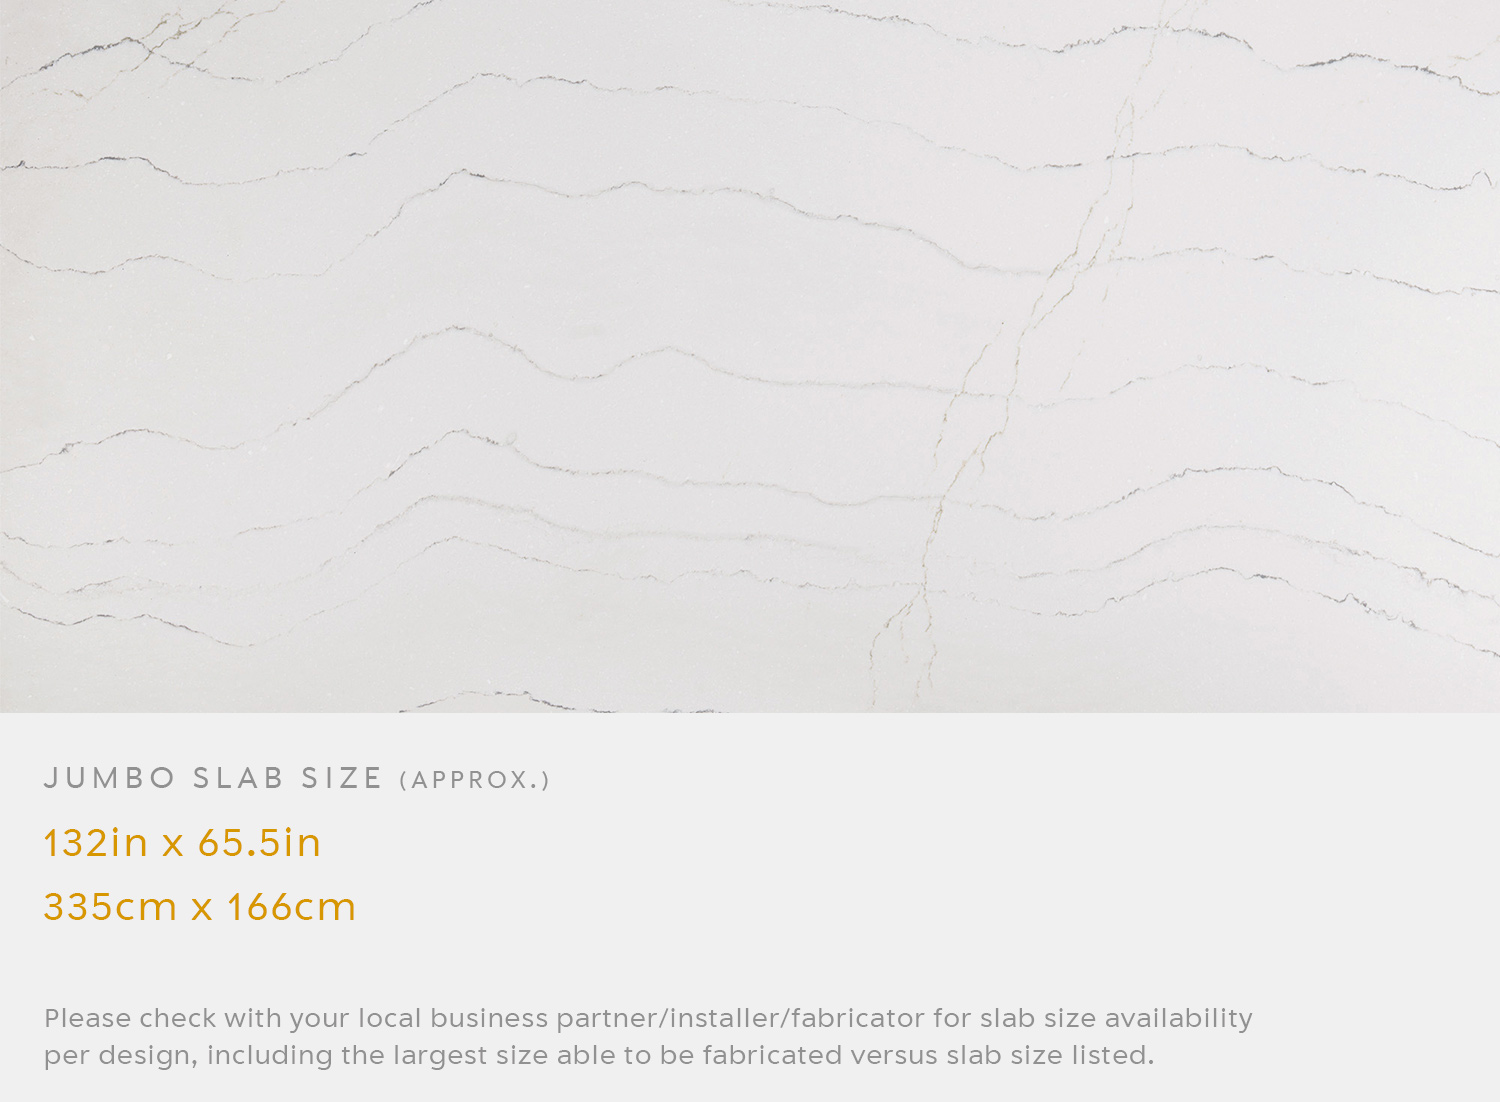 JUMBO SLAB SIZE (APPROX.)
132in x 65.5in
335cm x 166cm
Please check with your local business partner/installer/fabricator for slab size availability
per design, including the largest size able to be fabricated versus slab size listed.